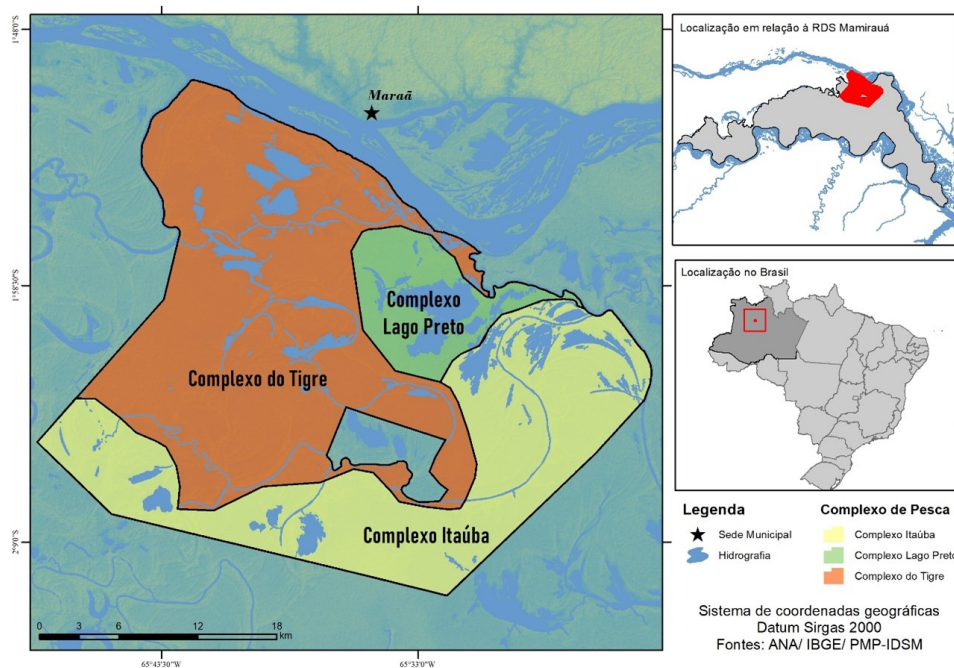 1°48'0"S
1°58'30"S
2°9'0"S
Maraã
Complexo
Lago Preto
Complexo do Tigre
Complexo Itaúba
0 3 6 12 18
km
65°43'30"W
65°33'0"W
Localização em relação à RDS Mamirauá
Localização no Brasil
Legenda
Sede Municipal
Hidrografia
Complexo de Pesca
Complexo Itaúba
Complexo Lago Preto
Complexo do Tigre
Sistema de coordenadas geográficas
Datum Sirgas 2000
Fontes: ANA/ IBGE/ PMP-IDSM